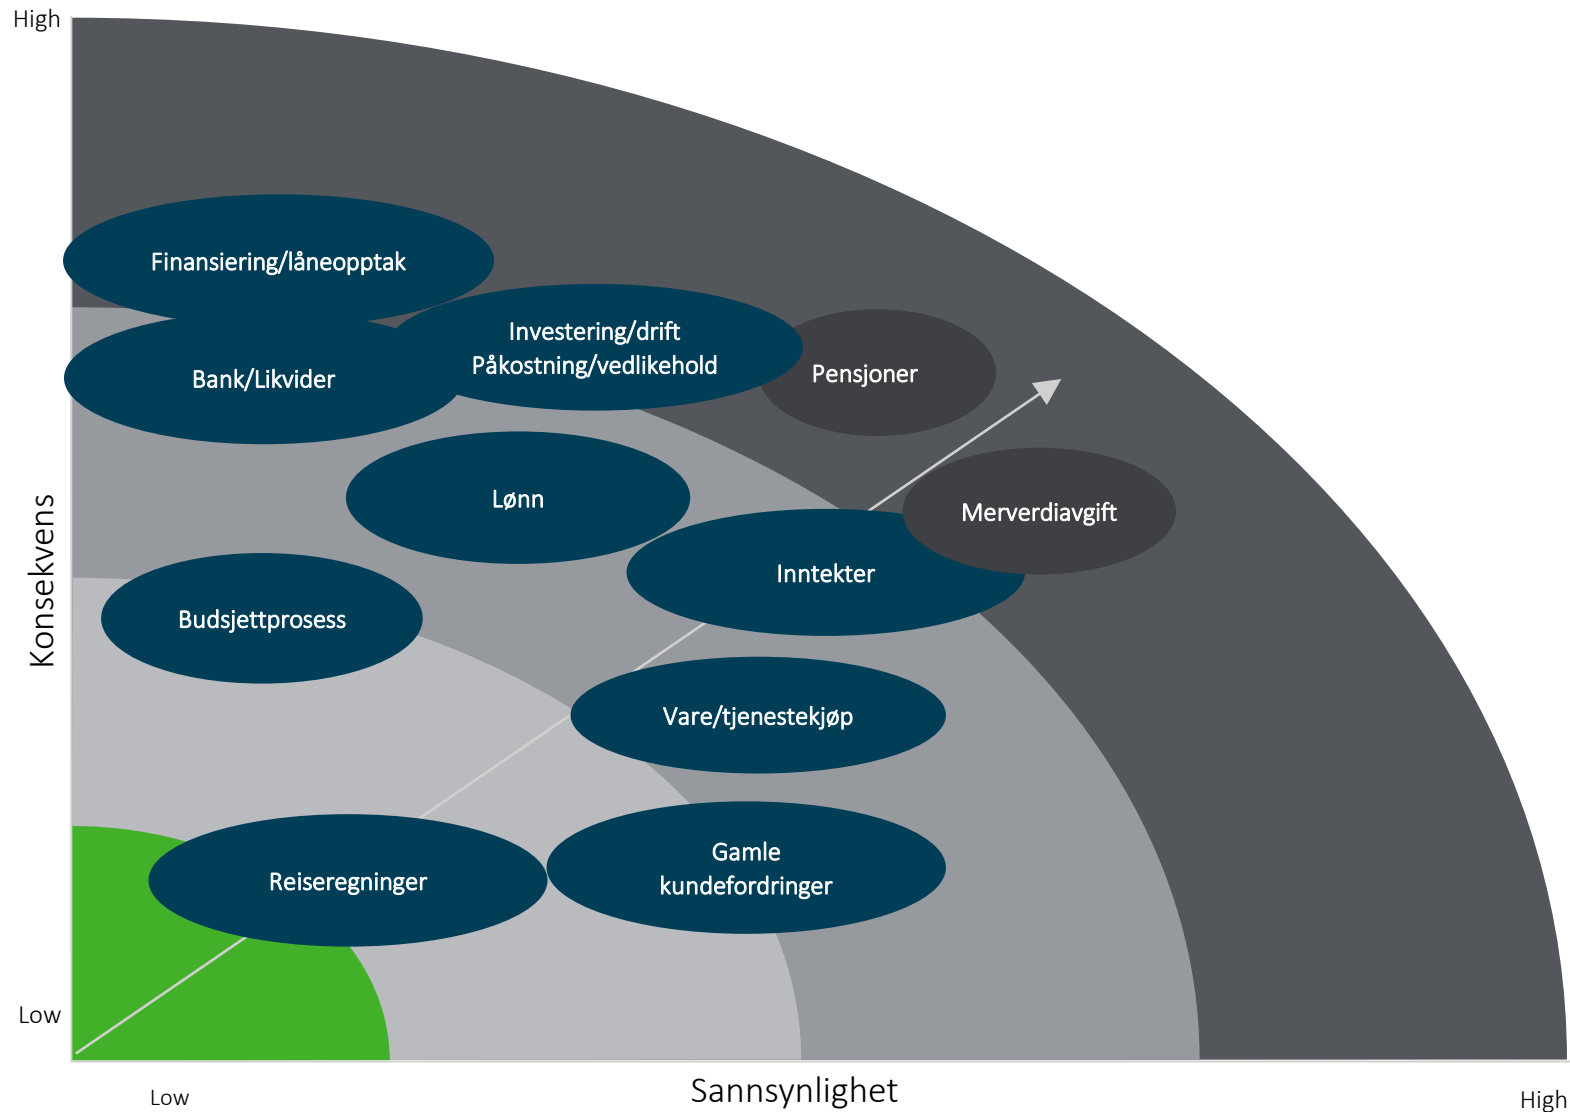 High
Finansiering/låneopptak
Investering/drift
Påkostning/vedlikehold
Pensjoner
Bank/Likvider
Lønn
Merverdiavgift
Konsekvens
Inntekter
Budsjettprosess
Vare/tjenestekjøp
Gamle
kundefordringer
Reiseregninger
Low
Low
Sannsynlighet
High